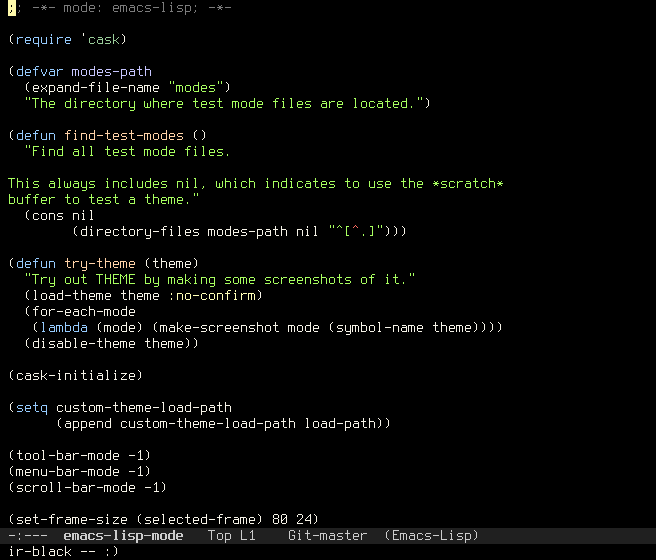 ;; -*- mode: emacs-lisp; -*-

(require 'cask)

(defvar modes-path
  (expand-file-name "modes")
  "The directory where test mode files are located.")

(defun find-test-modes ()
  "Find all test mode files.

This always includes nil, which indicates to use the *scratch*
buffer to test a theme."
  (cons nil
        (directory-files modes-path nil "^[^.]")))

(defun try-theme (theme)
  "Try out THEME by making some screenshots of it."
  (load-theme theme :no-confirm)
  (for-each-mode
   (lambda (mode) (make-screenshot mode (symbol-name theme))))
  (disable-theme theme))

(cask-initialize)

(setq custom-theme-load-path
      (append custom-theme-load-path load-path))

(tool-bar-mode -1)
(menu-bar-mode -1)
(scroll-bar-mode -1)

(set-frame-size (selected-frame) 80 24)
-:---  emacs-lisp-mode   Top L1    Git-master  (Emacs-Lisp)
ir-black -- :)